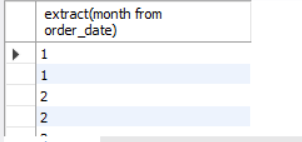 extract(month from
order_date)
1
1
2
2